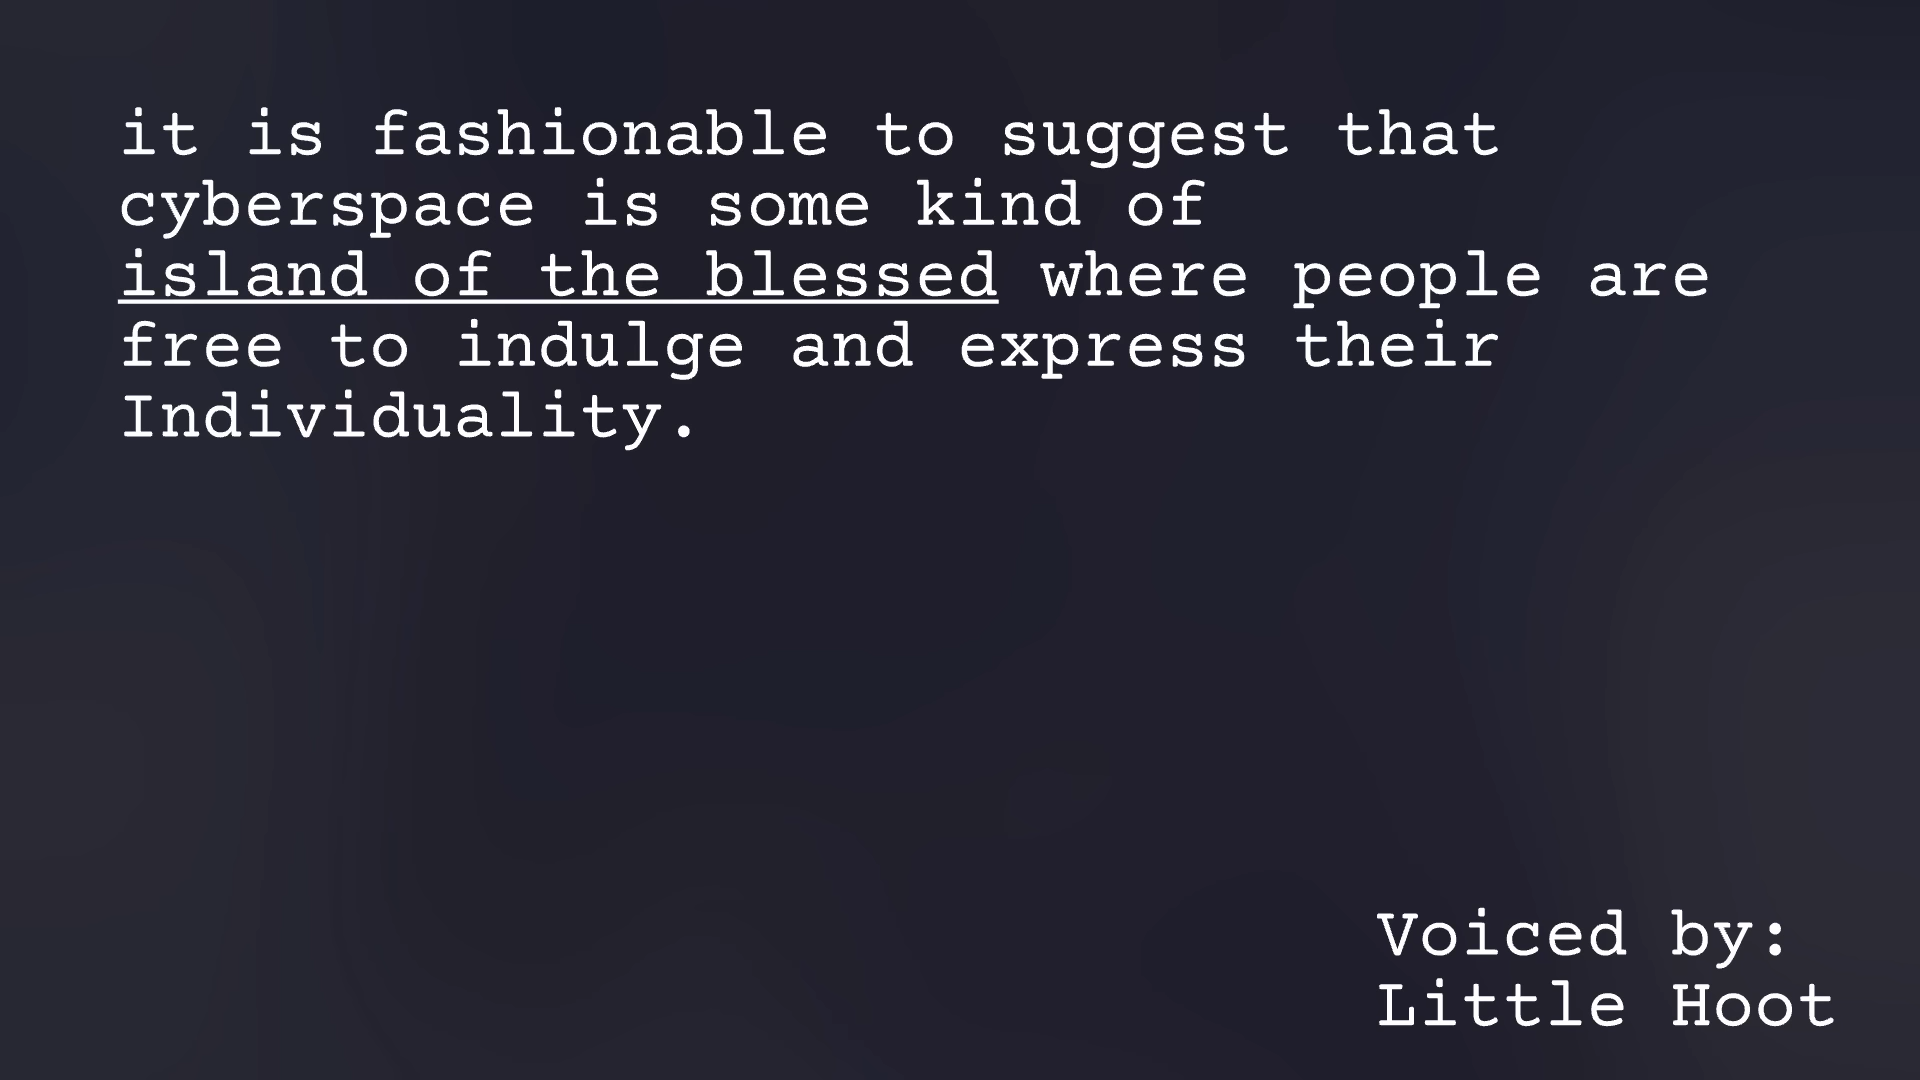 it is fashionable to suggest that
cyberspace is some kind of
island of the blessed where people are
free to indulge and express their
Individuality.
Voiced by:
Little Hoot